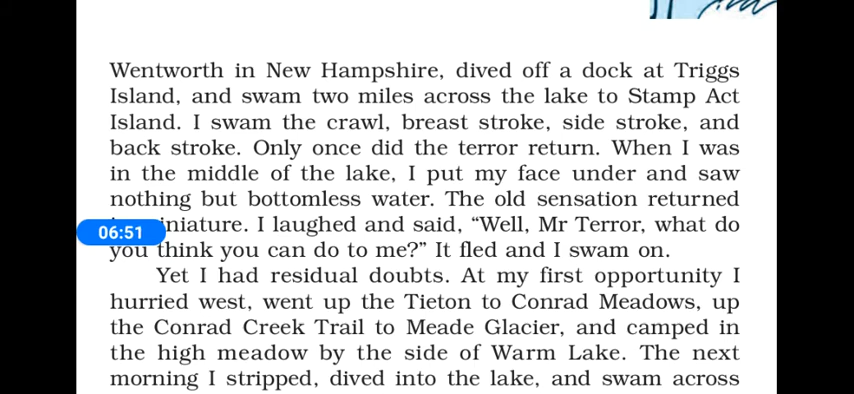 Wentworth in New Hampshire, dived off a dock at Triggs
Island, and swam two miles across the lake to Stamp Act
Island. I swam the crawl, breast stroke, side stroke, and
back stroke. Only once did the terror return. When I was
in the middle of the lake, I put my face under and saw
nothing but bottomless water. The old sensation returned
I laughed and said, “Well, Mr Terror, what do
06:51
you think you can do to me?” It fled and I swam on.
Yet I had residual doubts. At my first opportunity I
hurried west, went up the Tieton to Conrad Meadows, up
the Conrad Creek Trail to Meade Glacier, and camped in
the high meadow by the side of Warm Lake. The next
morning I stripped, dived into the lake, and swam across